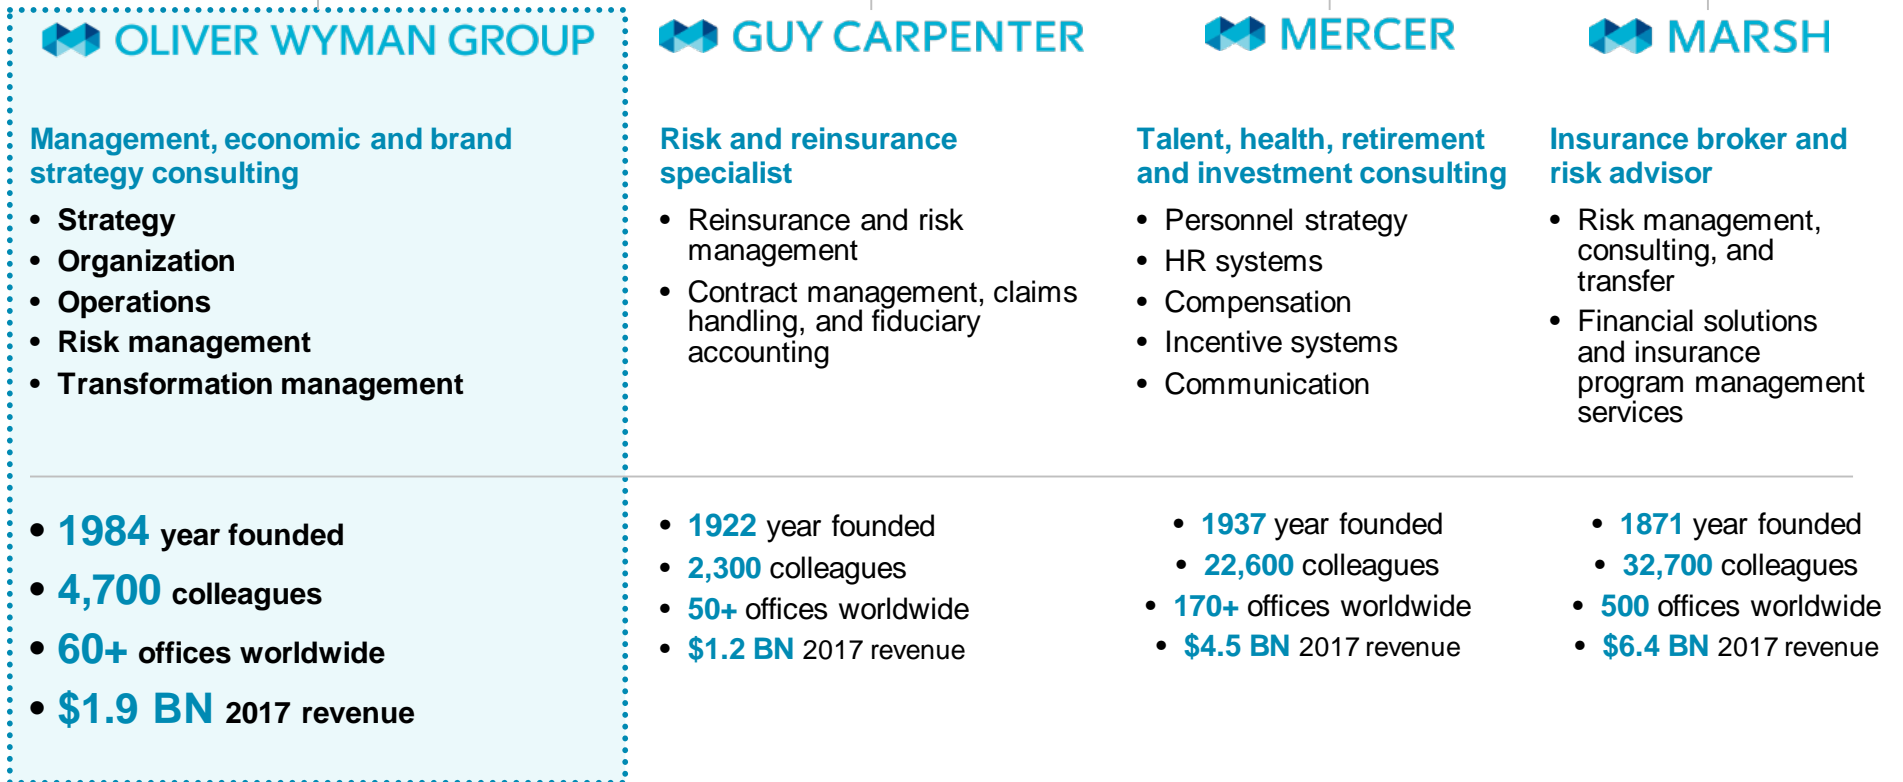 OLIVER WYMAN GROUP
Management, economic and brand
strategy consulting
• Strategy
• Organization
• Operations
• Risk management
• Transformation management
• 1984 year founded
• 4,700 colleagues
• 60+ offices worldwide
• $1.9 BN 2017 revenue
GUY CARPENTER
Risk and reinsurance
specialist
• Reinsurance and risk
management
• Contract management, claims
handling, and fiduciary
accounting
• 1922 year founded
• 2,300 colleagues
• 50+ offices worldwide
• $1.2 BN 2017 revenue
MERCER
Talent, health, retirement
and investment consulting
• Personnel strategy
• HR systems
• Compensation
• Incentive systems
• Communication
• 1937 year founded
• 22,600 colleagues
• 170+ offices worldwide
• $4.5 BN 2017 revenue
MARSH
Insurance broker and
risk advisor
• Risk management,
consulting, and
transfer
• Financial solutions
and insurance
program management
services
• 1871 year founded
• 32,700 colleagues
• 500 offices worldwide
• $6.4 BN 2017 revenue